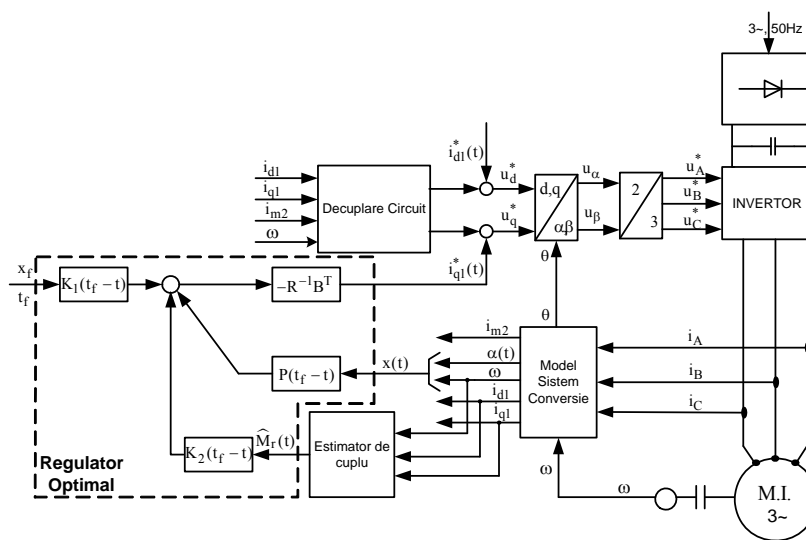 3~, 50Hz
i*d1(t)
id1
iq1
im2
ω
Decuplare Circuit
u*d
u*q
d,q
αβ
uα
uβ
2
3
u*A
u*B
u*C
INVERTOR
i*q1(t)
θ
xf
tf
K1(tf−t)
−R−1BT
θ
im2
α(t)
ω
id1
iq1
x(t)
P(tf−t)
Model
Sistem
Conversie
iA
iB
iC
K2(tf−t)
M̂r(t)
Estimator de
cuplu
Regulator
Optimal
ω
ω
M.I.
3~